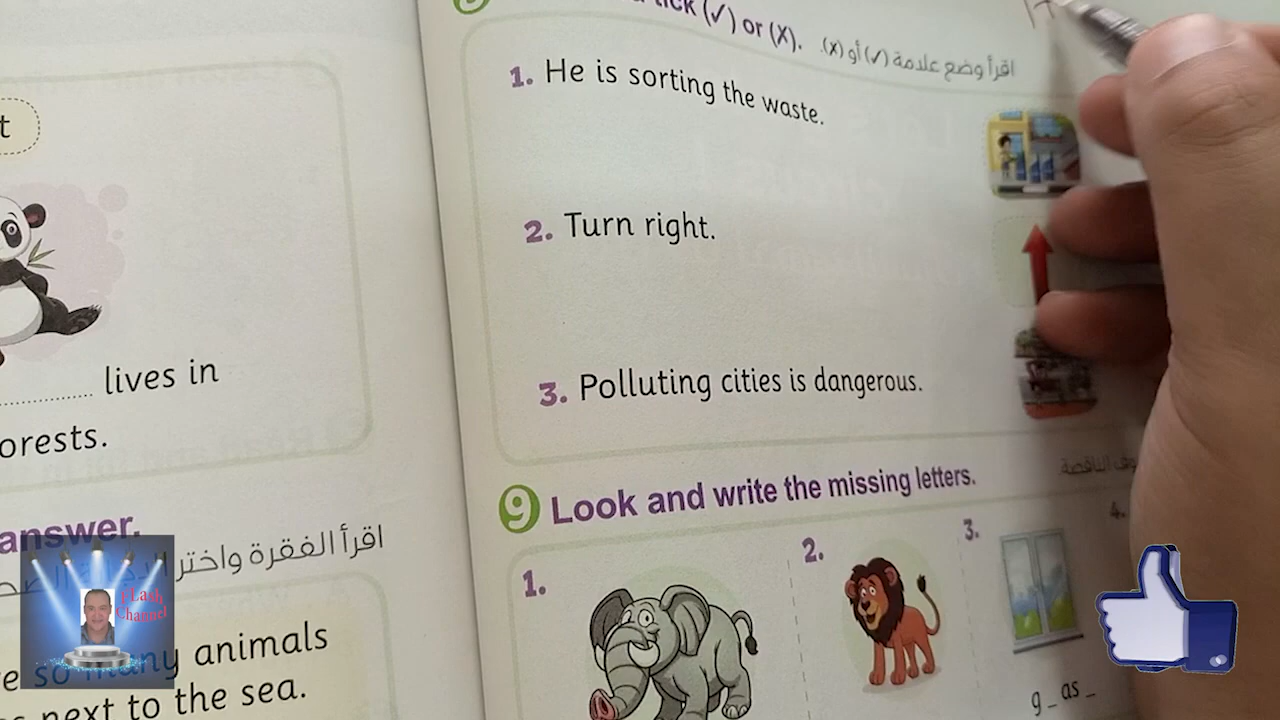 t
lives in
orests.
answer.
اقرأ الفقرة واختر
so many animals
next to the sea.
FLash
Channel
tick (✓) or (X).
اقرأ وضع علامة (✓) أو (X).
1. He is sorting the waste.
2. Turn right.
3. Polluting cities is dangerous.
9 Look and write the missing letters.
الناقصة
1.
2.
3.
4.
g _ as _